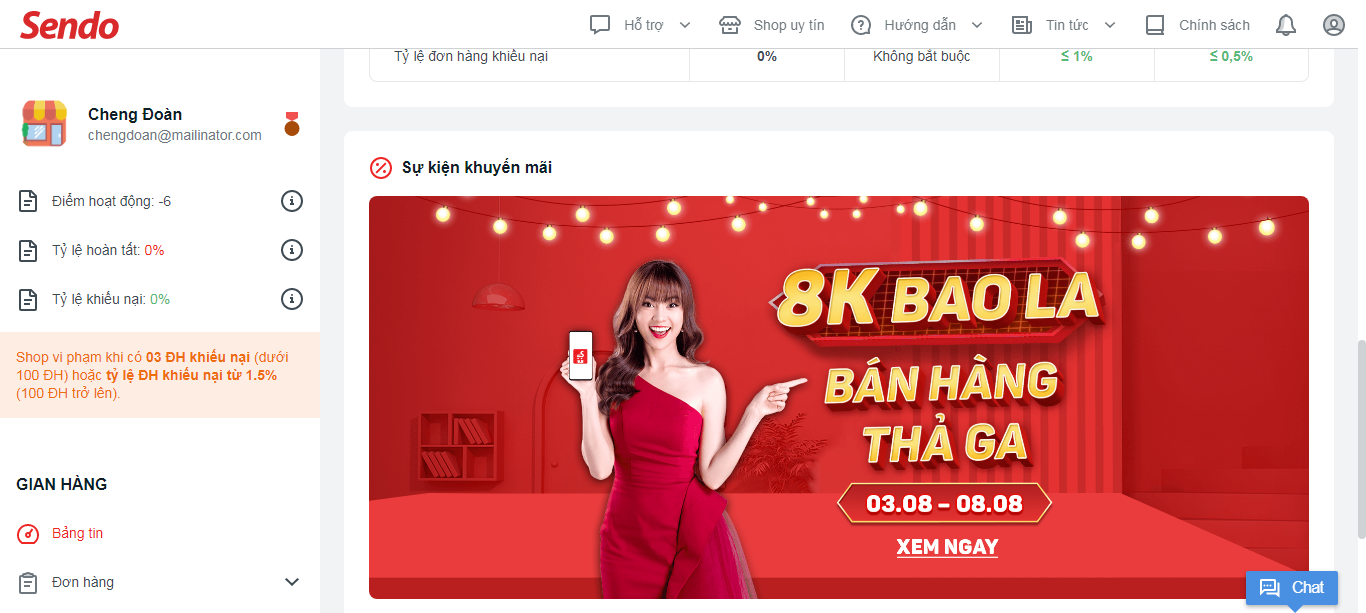 Sendo
Hỗ trợ
Shop uy tín
Hướng dẫn
Tin tức
Chính sách
Tỷ lệ đơn hàng khiếu nại
0%
Không bắt buộc
≤ 1%
≤ 0,5%
Cheng Đoàn
chengdoan@mailinator.com
Điểm hoạt động: -6
Tỷ lệ hoàn tất: 0%
Tỷ lệ khiếu nại: 0%
Shop vi phạm khi có 03 ĐH khiếu nại (dưới
100 ĐH) hoặc tỷ lệ ĐH khiếu nại từ 1.5%
(100 ĐH trở lên).
GIAN HÀNG
Bảng tin
Đơn hàng
Sự kiện khuyến mãi
8K BAO LA
BÁN HÀNG
THẢ GA
03.08 – 08.08
XEM NGAY
Chat